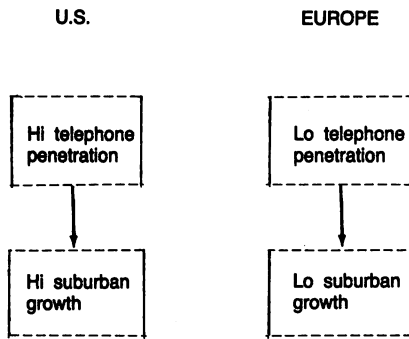 U.S.
EUROPE
Hi telephone
penetration
Lo telephone
penetration
Hi suburban
growth
Lo suburban
growth